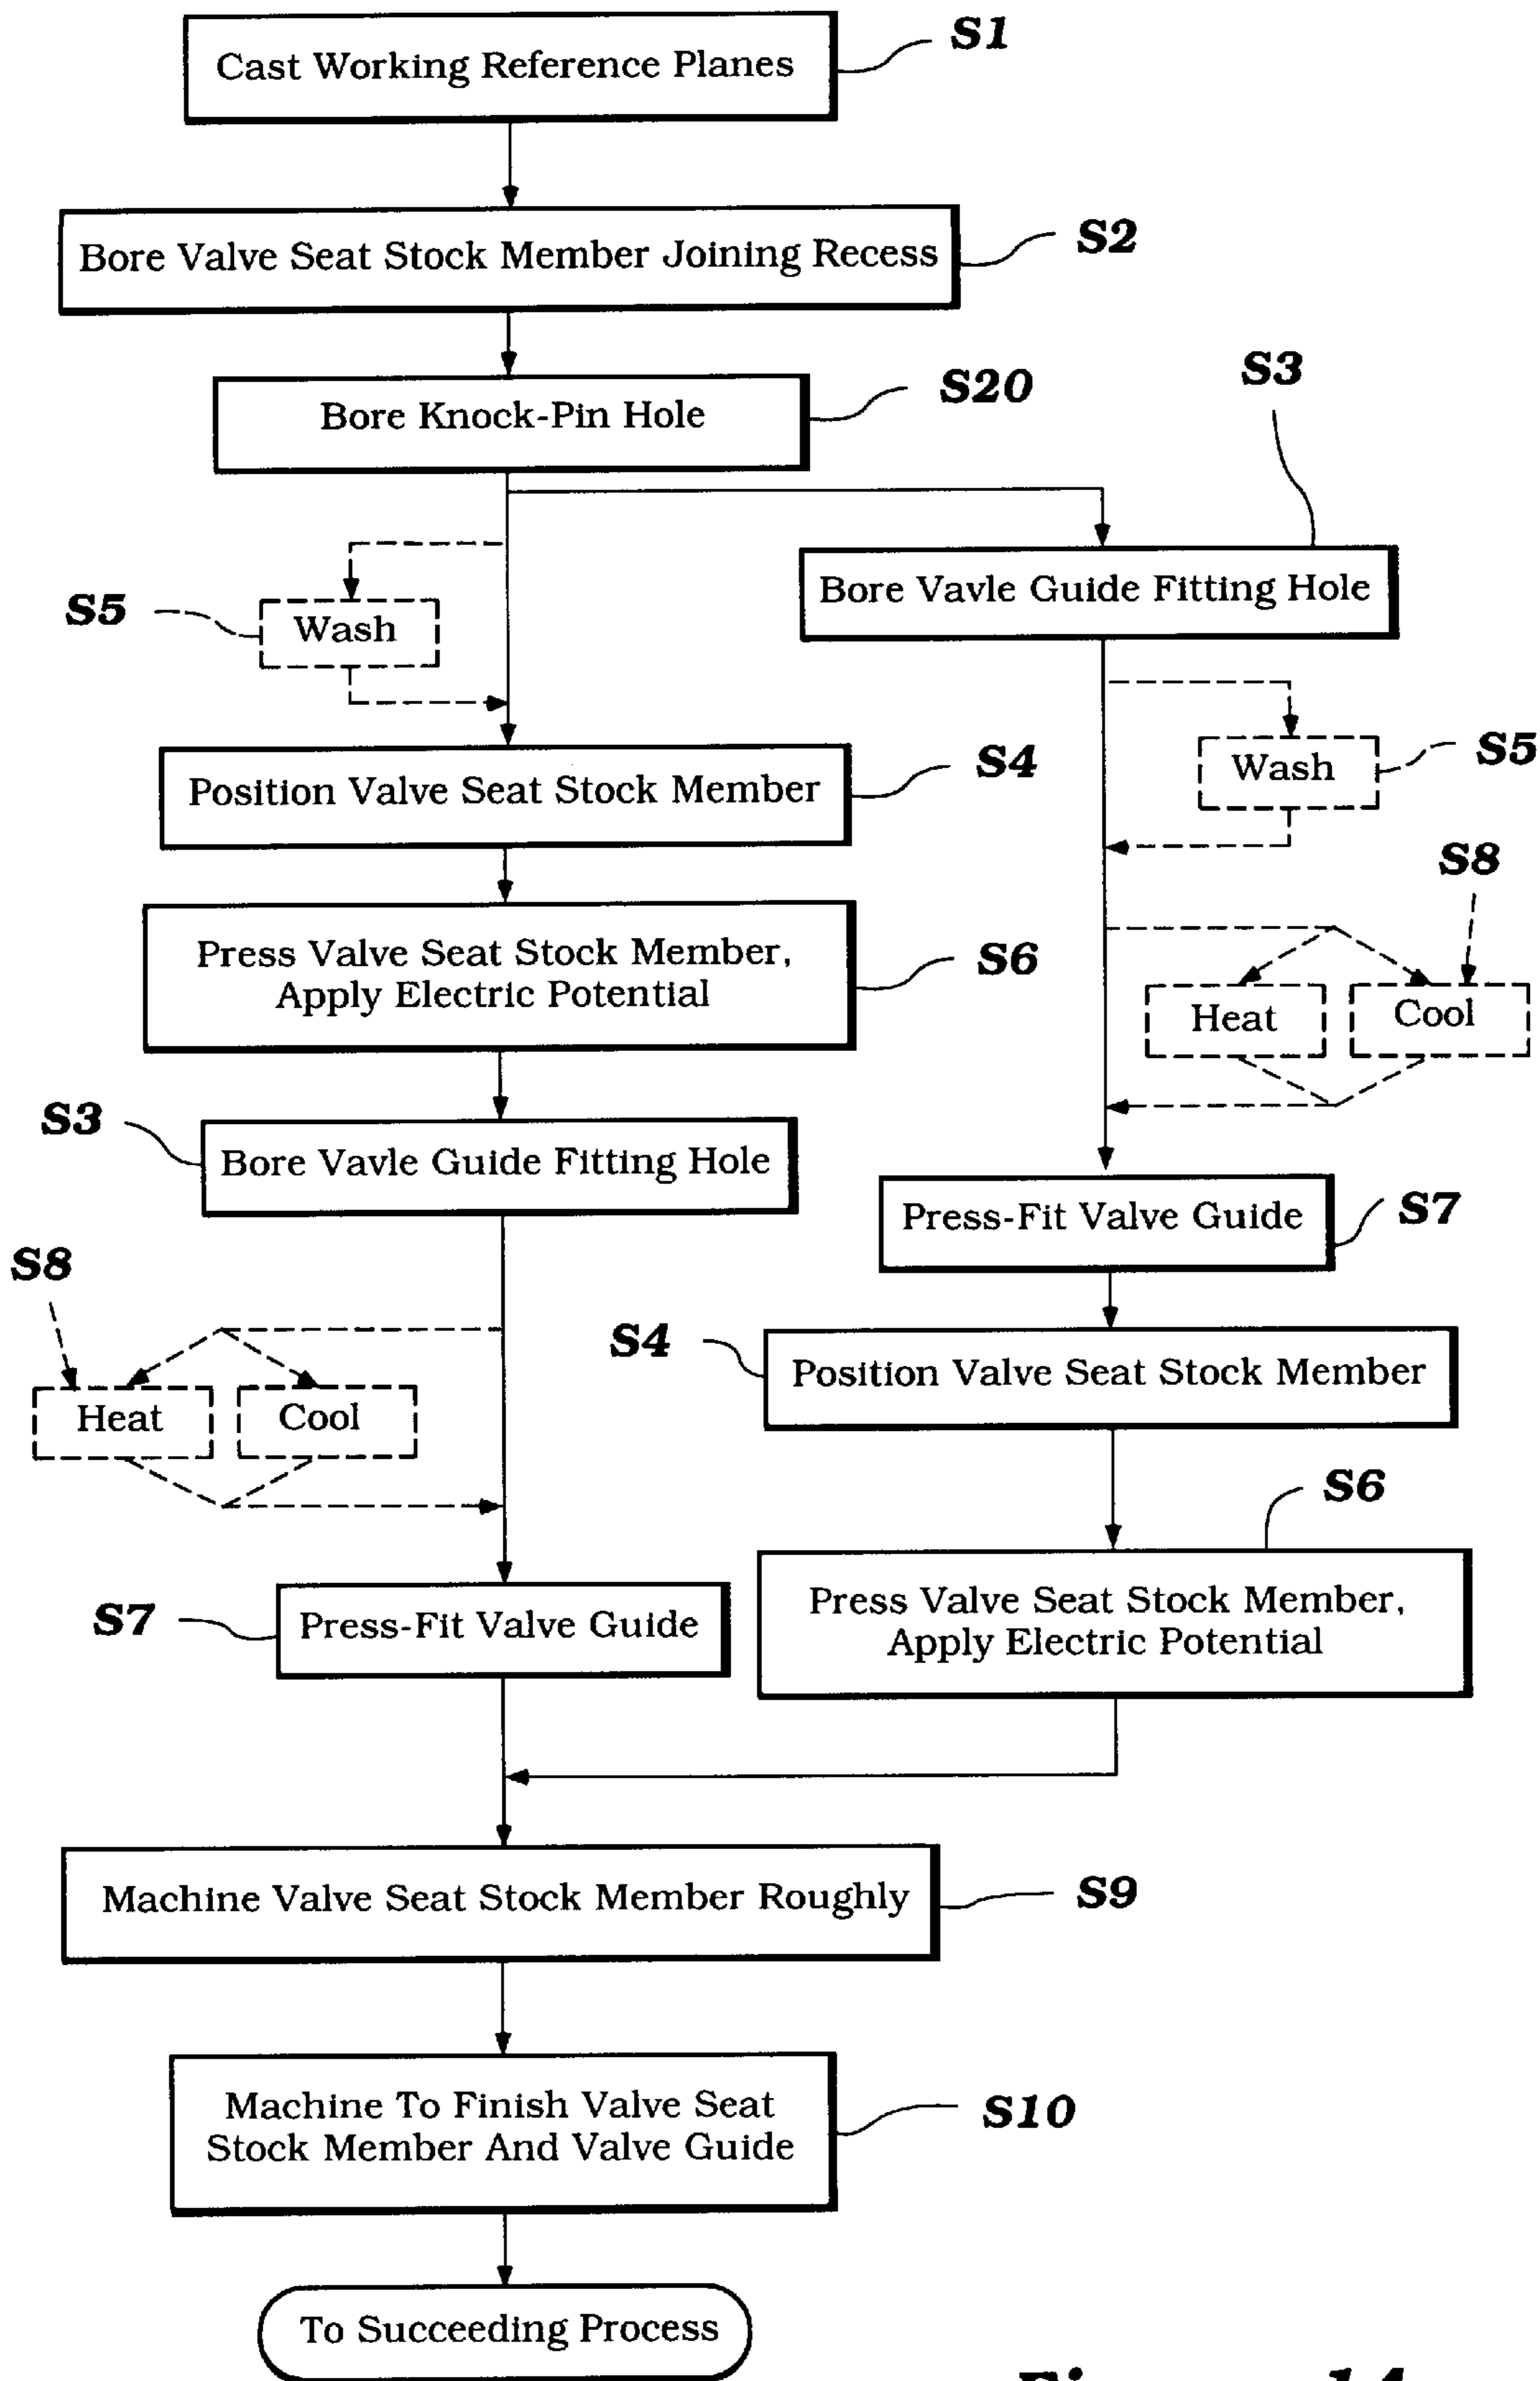 S1
Cast Working Reference Planes
S2
Bore Valve Seat Stock Member Joining Recess
S20
Bore Knock-Pin Hole
S3
Bore Vavle Guide Fitting Hole
S5
Wash
S5
Wash
S4
Position Valve Seat Stock Member
S8
Heat
Cool
S6
Press Valve Seat Stock Member,
Apply Electric Potential
S3
Bore Vavle Guide Fitting Hole
S7
Press-Fit Valve Guide
S8
Heat
Cool
S4
Position Valve Seat Stock Member
S6
Press Valve Seat Stock Member,
Apply Electric Potential
S7
Press-Fit Valve Guide
S9
Machine Valve Seat Stock Member Roughly
S10
Machine To Finish Valve Seat
Stock Member And Valve Guide
To Succeeding Process